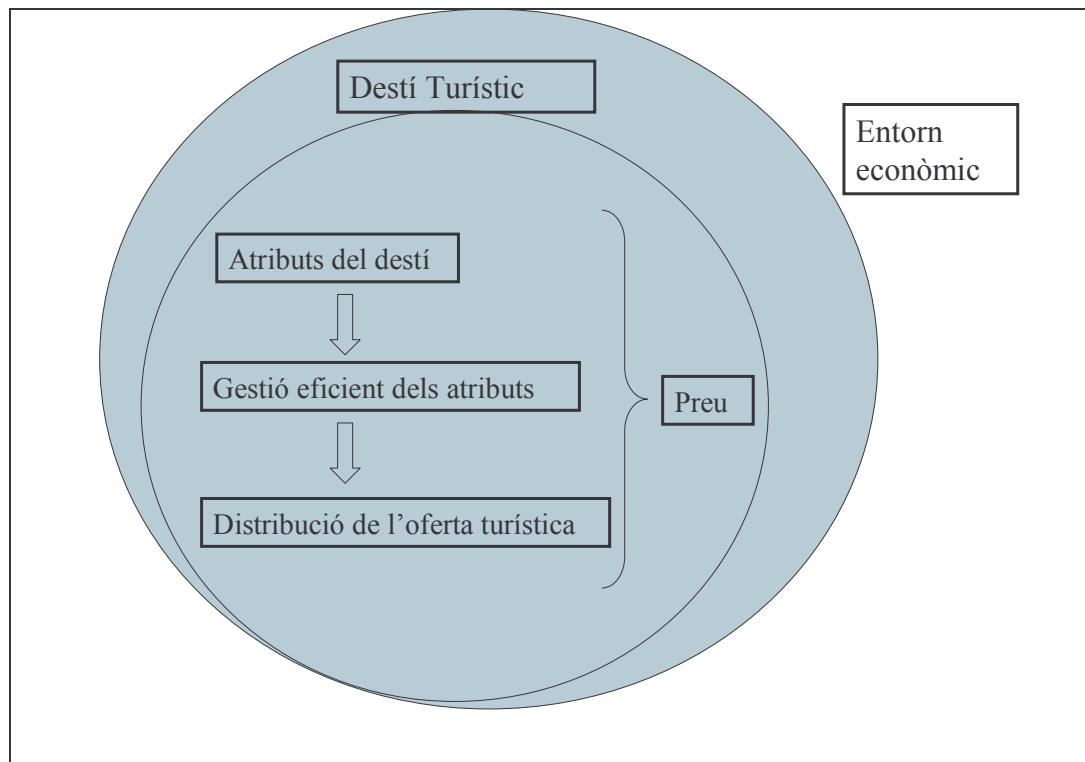 Destí Turístic
Entorn
econòmic
Atributs del destí
Gestió eficient dels atributs
Preu
Distribució de l’oferta turística